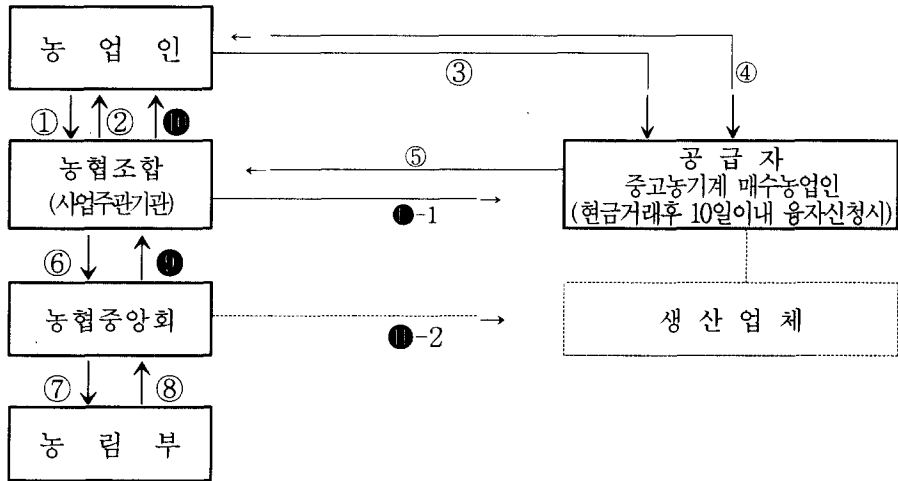 농 업 인
③
④
①
②
❿
농협조합
(사업주관기관)
⑤
공 급 자
중고농기계 매수농업인
(현금거래후 10일이내 융자신청시)
-1
⑥
❾
농협중앙회
-2
생 산 업 체
⑦
⑧
농 림 부